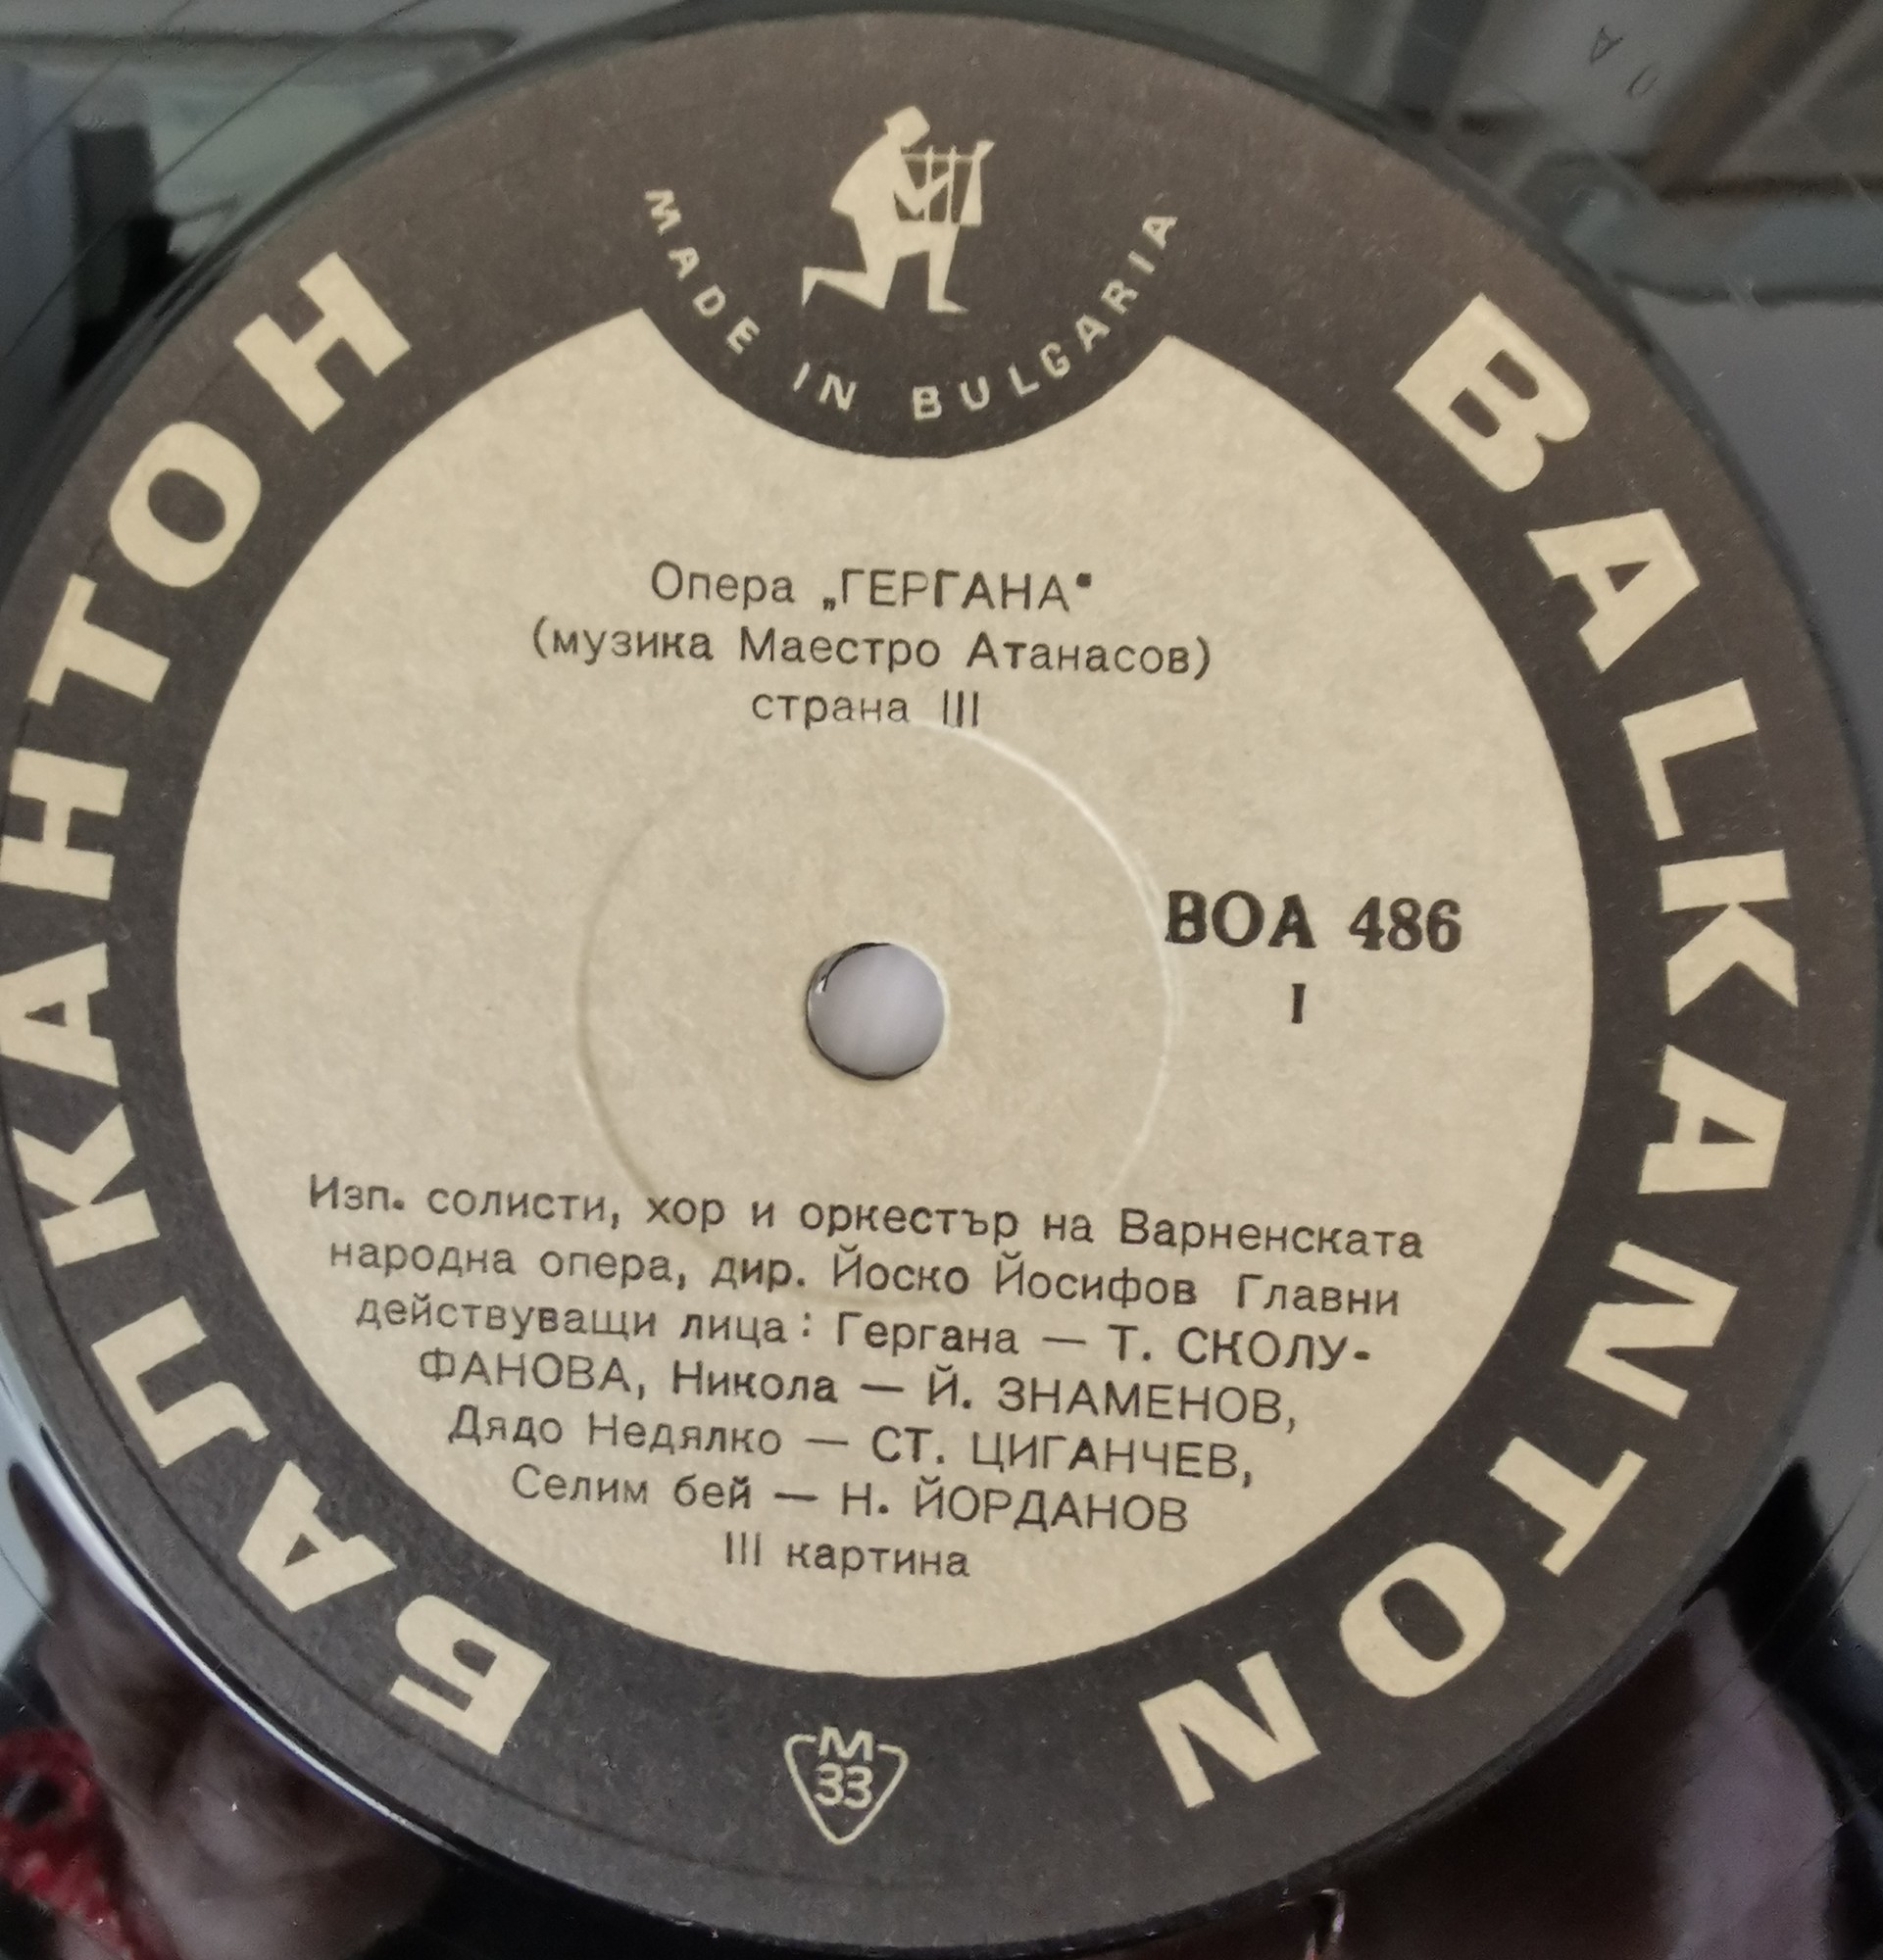 MADE IN BULGARIA
БАЛКАНТОН
BALKANTON
Опера „ГЕРГАНА“
(музика Маестро Атанасов)
страна III
ВОА 486
I
Изп. солисти, хор и оркестър на Варненската
народна опера, дир. Йоско Йосифов Главни
действуващи лица: Гергана — Т. СКОЛУ-
ФАНОВА, Никола — Й. ЗНАМЕНОВ,
Дядо Недялко — СТ. ЦИГАНЧЕВ,
Селим бей — Н. ЙОРДАНОВ
III картина
M
33